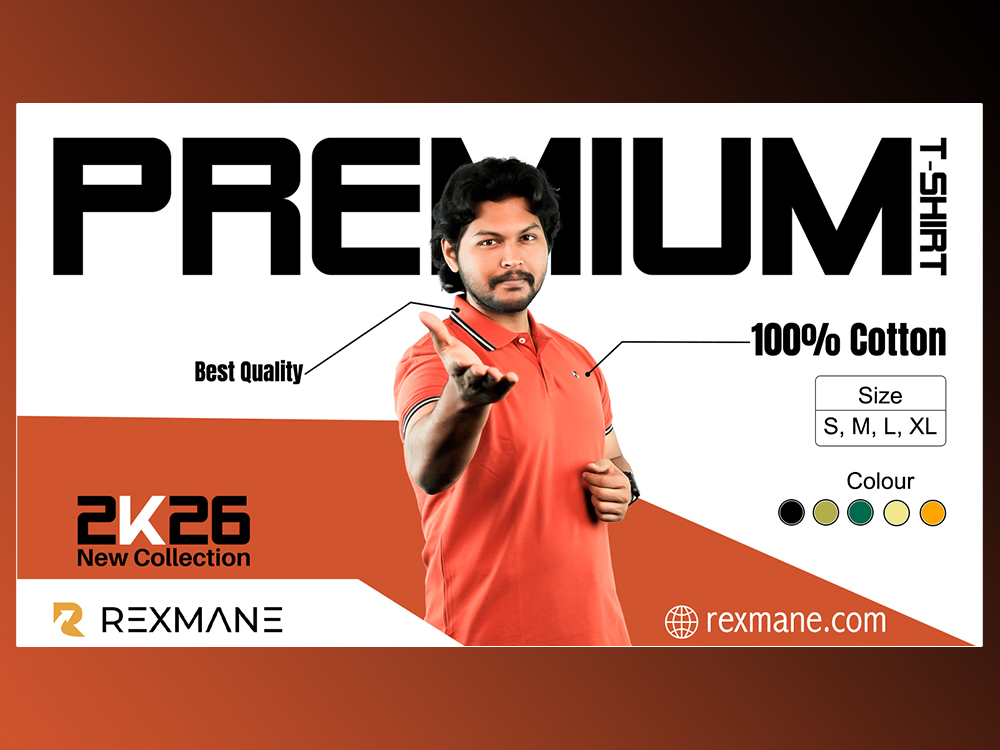 PREMIUM
T-SHIRT
Best Quality
100% Cotton
Size
S, M, L, XL
Colour
2K26
New Collection
REXMANE
rexmane.com